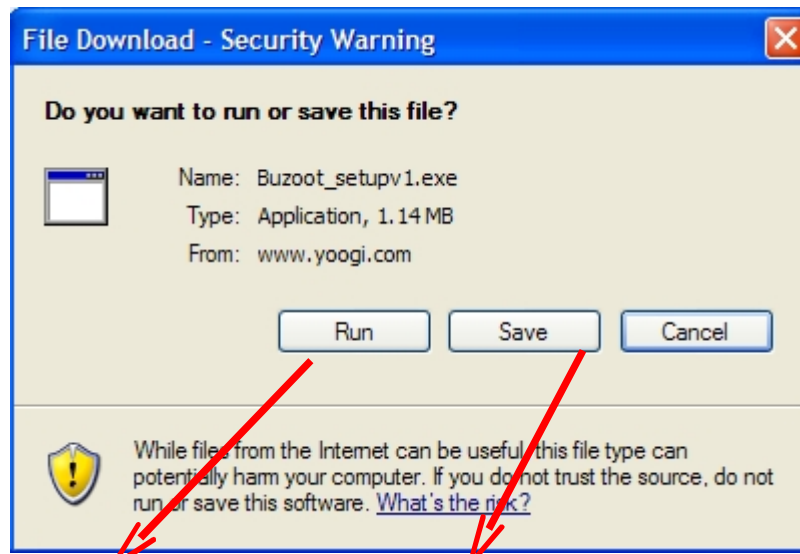 File Download - Security Warning
Do you want to run or save this file?
Name: Buzoot_setupv1.exe
Type: Application, 1.14 MB
From: www.yoogi.com
Run Save Cancel
While files from the Internet can be useful, this file type can
potentially harm your computer. If you do not trust the source, do not
run or save this software. What's the risk?